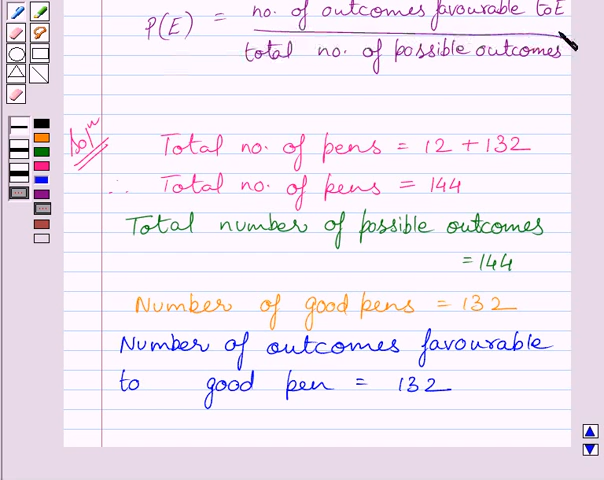 P(E) = no. of outcomes favourable to E
total no. of possible outcomes
Solⁿ Total no. of pens = 12 + 132
∴ Total no. of pens = 144
Total number of possible outcomes
= 144
Number of good pens = 132
Number of outcomes favourable
to good pen = 132